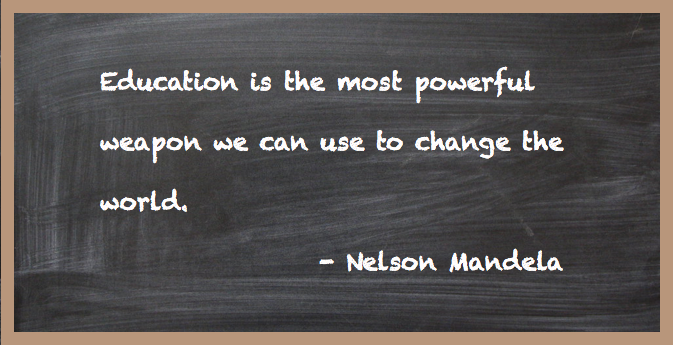 Education is the most powerful
weapon we can use to change the
world.
- Nelson Mandela